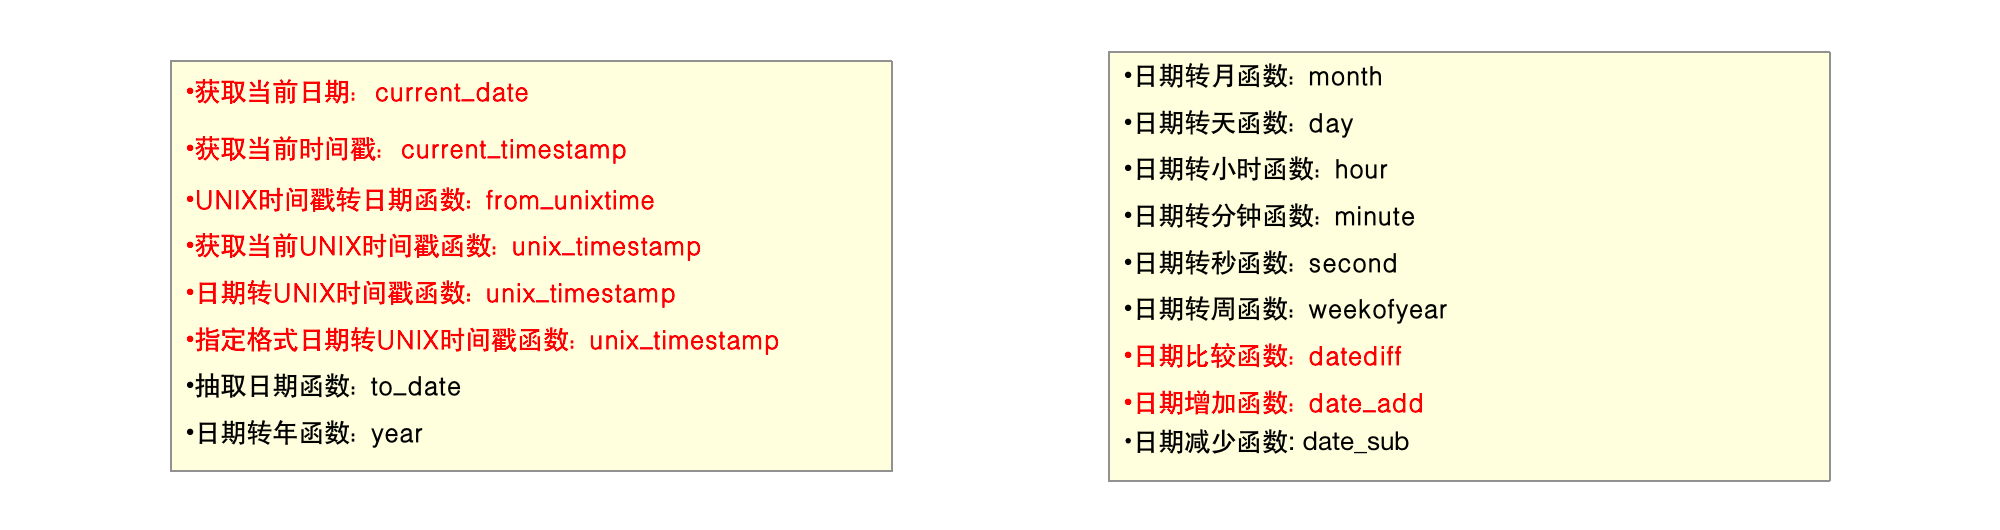 •获取当前日期：current_date
•获取当前时间戳：current_timestamp
•UNIX时间戳转日期函数：from_unixtime
•获取当前UNIX时间戳函数：unix_timestamp
•日期转UNIX时间戳函数：unix_timestamp
•指定格式日期转UNIX时间戳函数：unix_timestamp
•抽取日期函数：to_date
•日期转年函数：year
•日期转月函数：month
•日期转天函数：day
•日期转小时函数：hour
•日期转分钟函数：minute
•日期转秒函数：second
•日期转周函数：weekofyear
•日期比较函数：datediff
•日期增加函数：date_add
•日期减少函数: date_sub